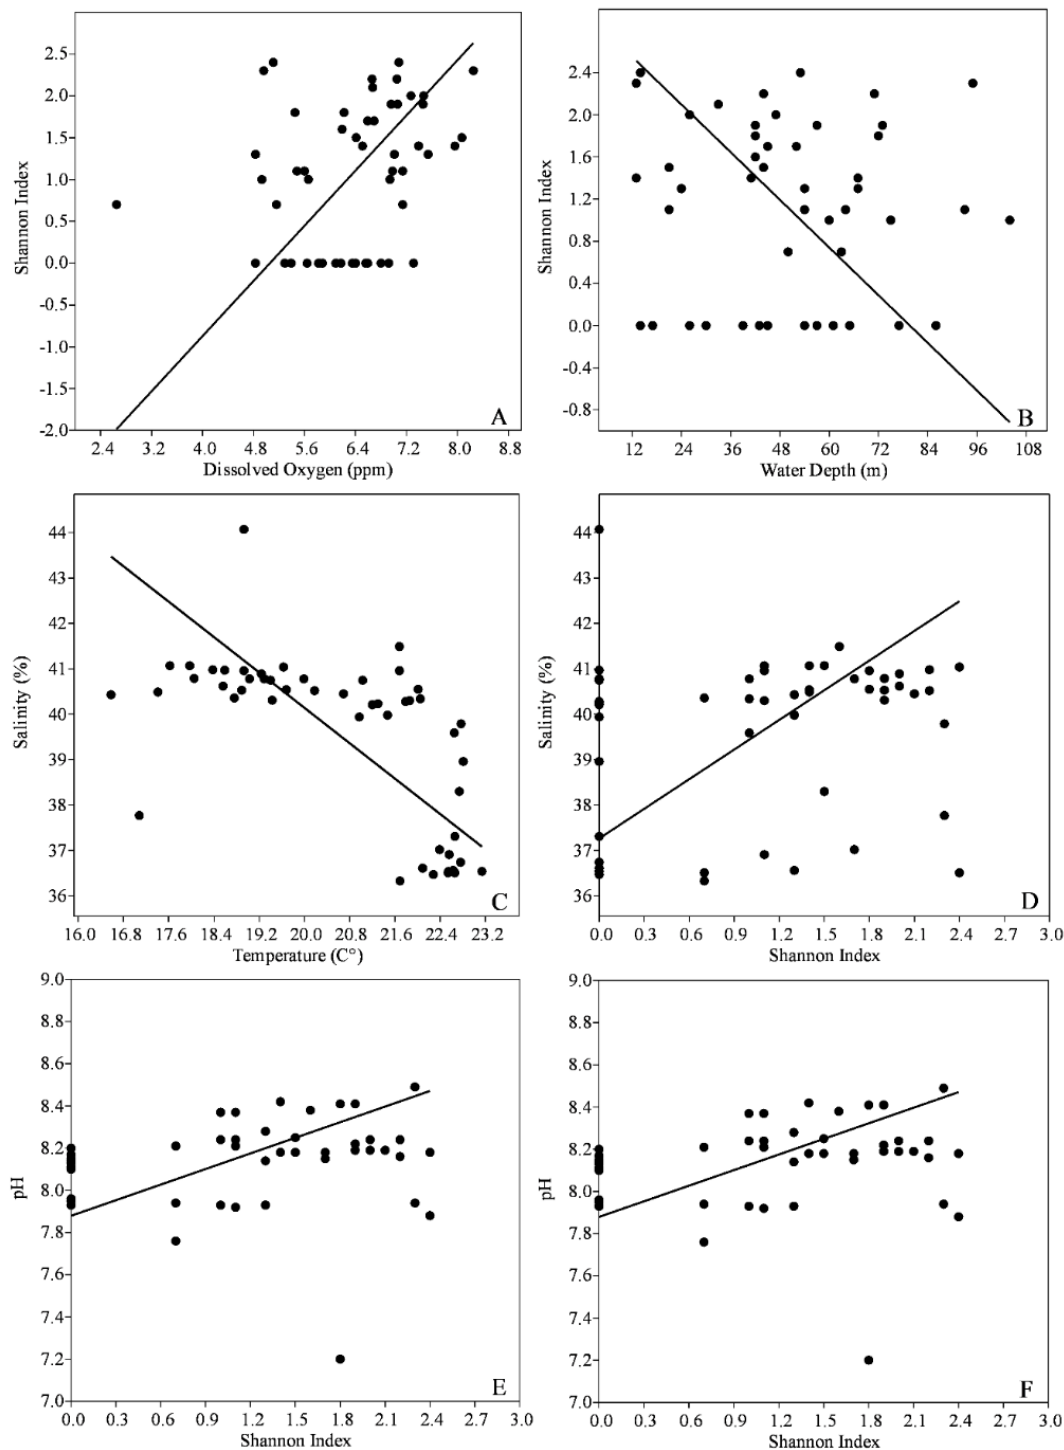 2.5
2.0
1.5
1.0
0.5
0.0
-0.5
-1.0
-1.5
-2.0
Shannon Index
A
2.4 3.2 4.0 4.8 5.6 6.4 7.2 8.0 8.8
Dissolved Oxygen (ppm)
2.4
2.0
1.6
1.2
0.8
0.4
0.0
-0.4
-0.8
Shannon Index
B
12 24 36 48 60 72 84 96 108
Water Depth (m)
44
43
42
41
40
39
38
37
36
Salinity (%)
C
16.0 16.8 17.6 18.4 19.2 20.0 20.8 21.6 22.4 23.2
Temperature (C°)
44
43
42
41
40
39
38
37
36
Salinity (%)
D
0.0 0.3 0.6 0.9 1.2 1.5 1.8 2.1 2.4 2.7 3.0
Shannon Index
9.0
8.8
8.6
8.4
8.2
8.0
7.8
7.6
7.4
7.2
7.0
pH
E
0.0 0.3 0.6 0.9 1.2 1.5 1.8 2.1 2.4 2.7 3.0
Shannon Index
9.0
8.8
8.6
8.4
8.2
8.0
7.8
7.6
7.4
7.2
7.0
pH
F
0.0 0.3 0.6 0.9 1.2 1.5 1.8 2.1 2.4 2.7 3.0
Shannon Index